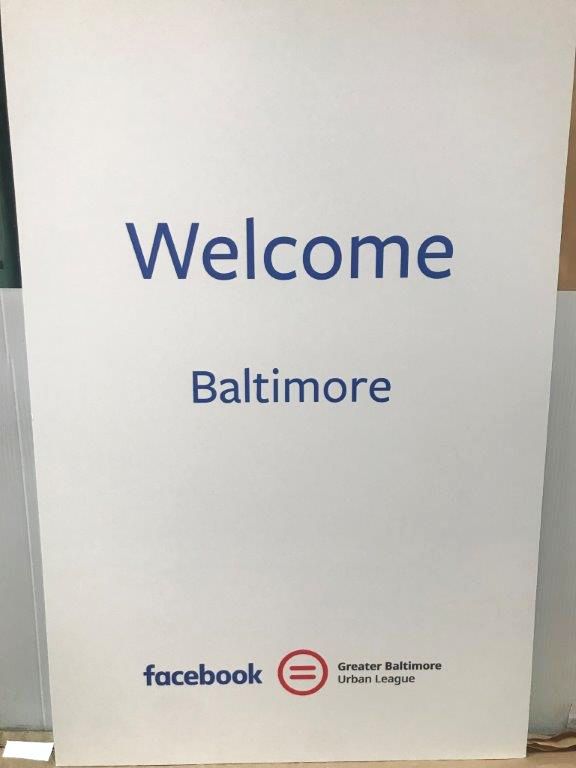 Welcome
Baltimore
facebook
Greater Baltimore
Urban League